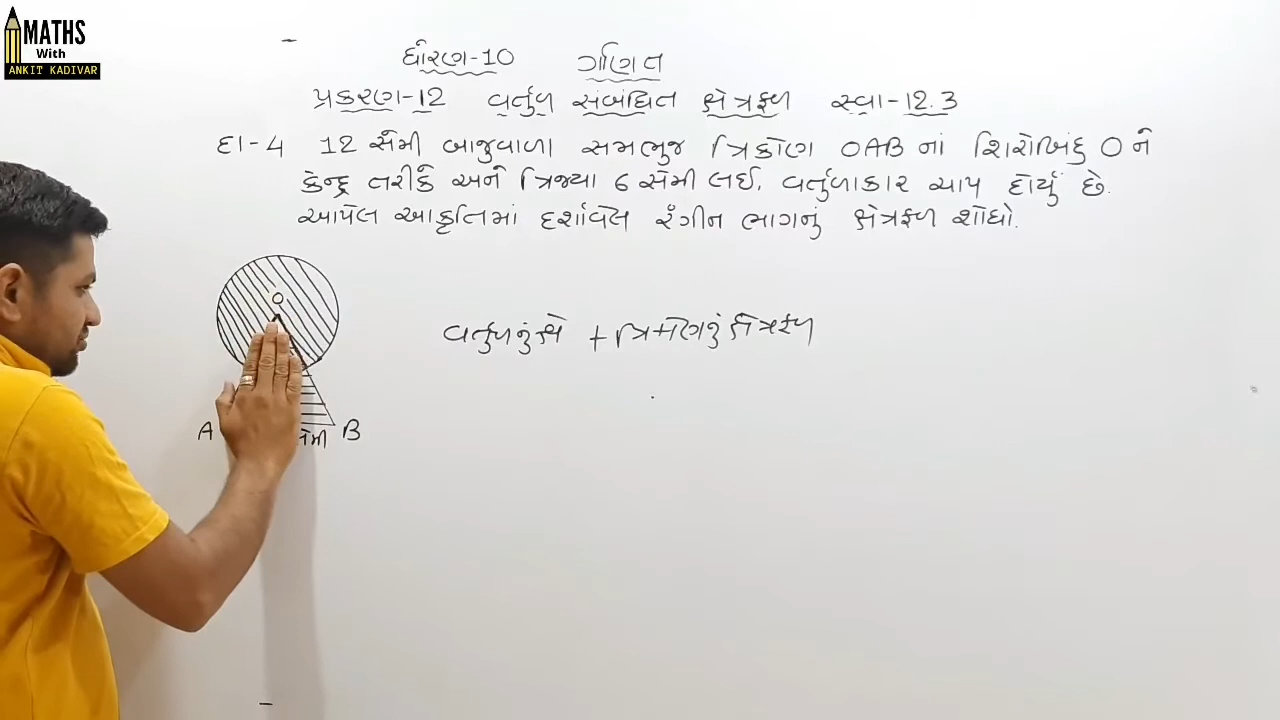 MATHS
With
ANKIT KADIVAR
ધોરણ-10 ગણિત
પ્રકરણ-12 વર્તુળ સંબંધિત ક્ષેત્રફળ સ્વા-12.3
દા-4 12 સેમી બાજુવાળા સમભુજ ત્રિકોણ OAB નાં શિરોબિંદુ O ને
કેન્દ્ર તરીકે અને ત્રિજ્યા 6 સેમી લઈ, વર્તુળાકાર ચાપ દોર્યું છે.
આપેલ આકૃતિમાં દર્શાવેલ રંગીન ભાગનું ક્ષેત્રફળ શોધો.
O
વર્તુળનું ક્ષે + ત્રિકોણનું ક્ષેત્રફળ
A સેમી B